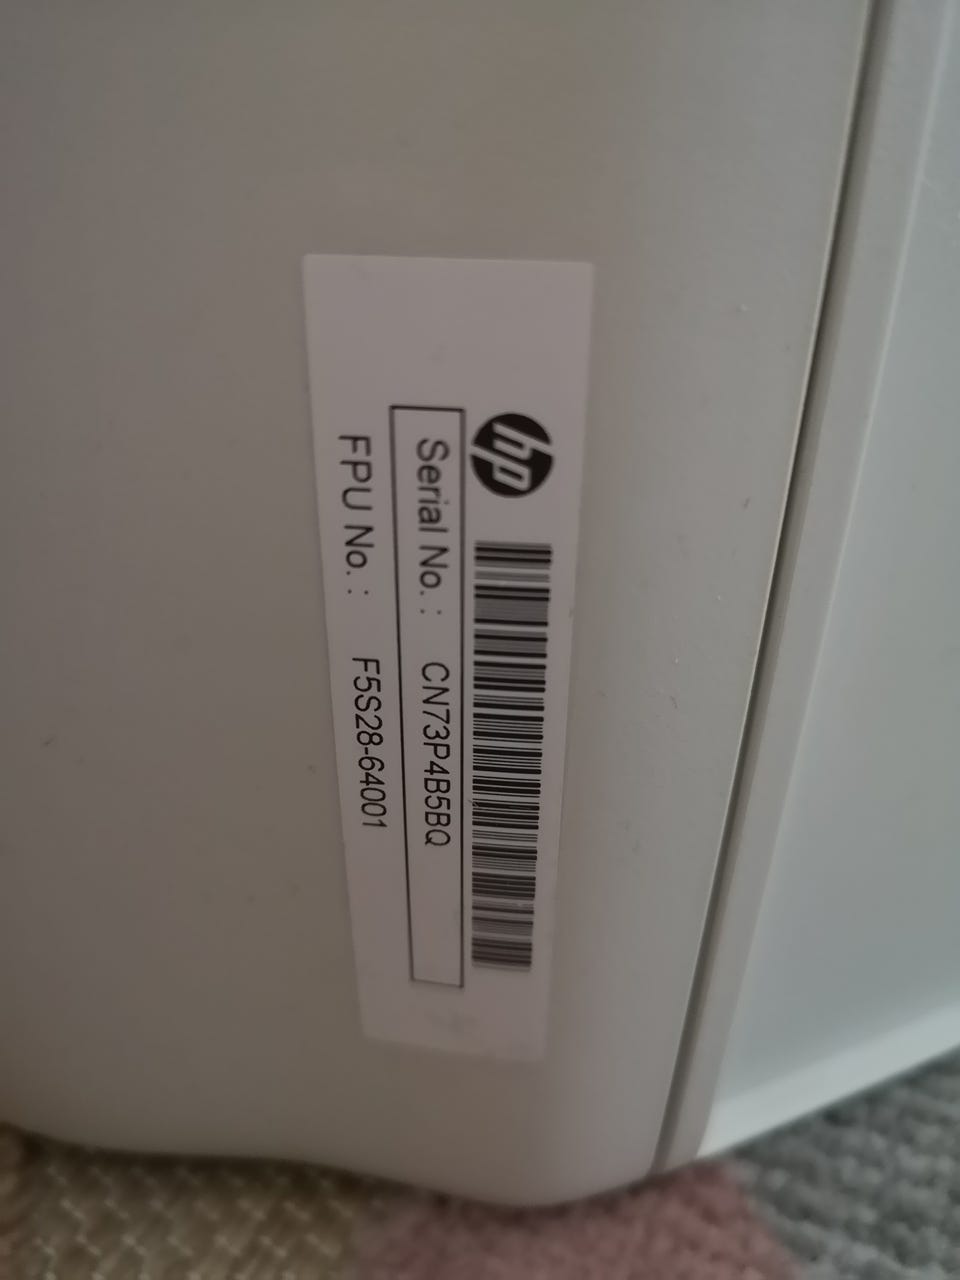 hp
Serial No. : CN73P4B5BQ
FPU No. : F5S28-64001